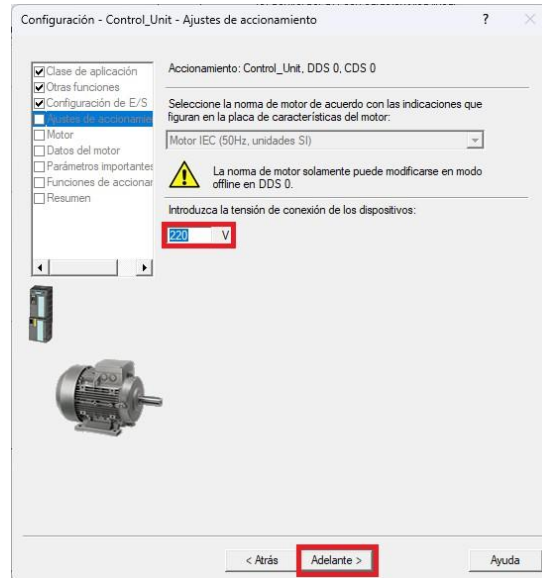 Configuración - Control_Unit - Ajustes de accionamiento
?
Clase de aplicación
Otras funciones
Configuración de E/S
Ajustes de accionamie
Motor
Datos del motor
Parámetros importantes
Funciones de accionar
Resumen
Accionamiento: Control_Unit, DDS 0, CDS 0
Seleccione la norma de motor de acuerdo con las indicaciones que
figuran en la placa de características del motor:
Motor IEC (50Hz, unidades SI)
La norma de motor solamente puede modificarse en modo
offline en DDS 0.
Introduzca la tensión de conexión de los dispositivos:
220 V
< Atrás
Adelante >
Ayuda